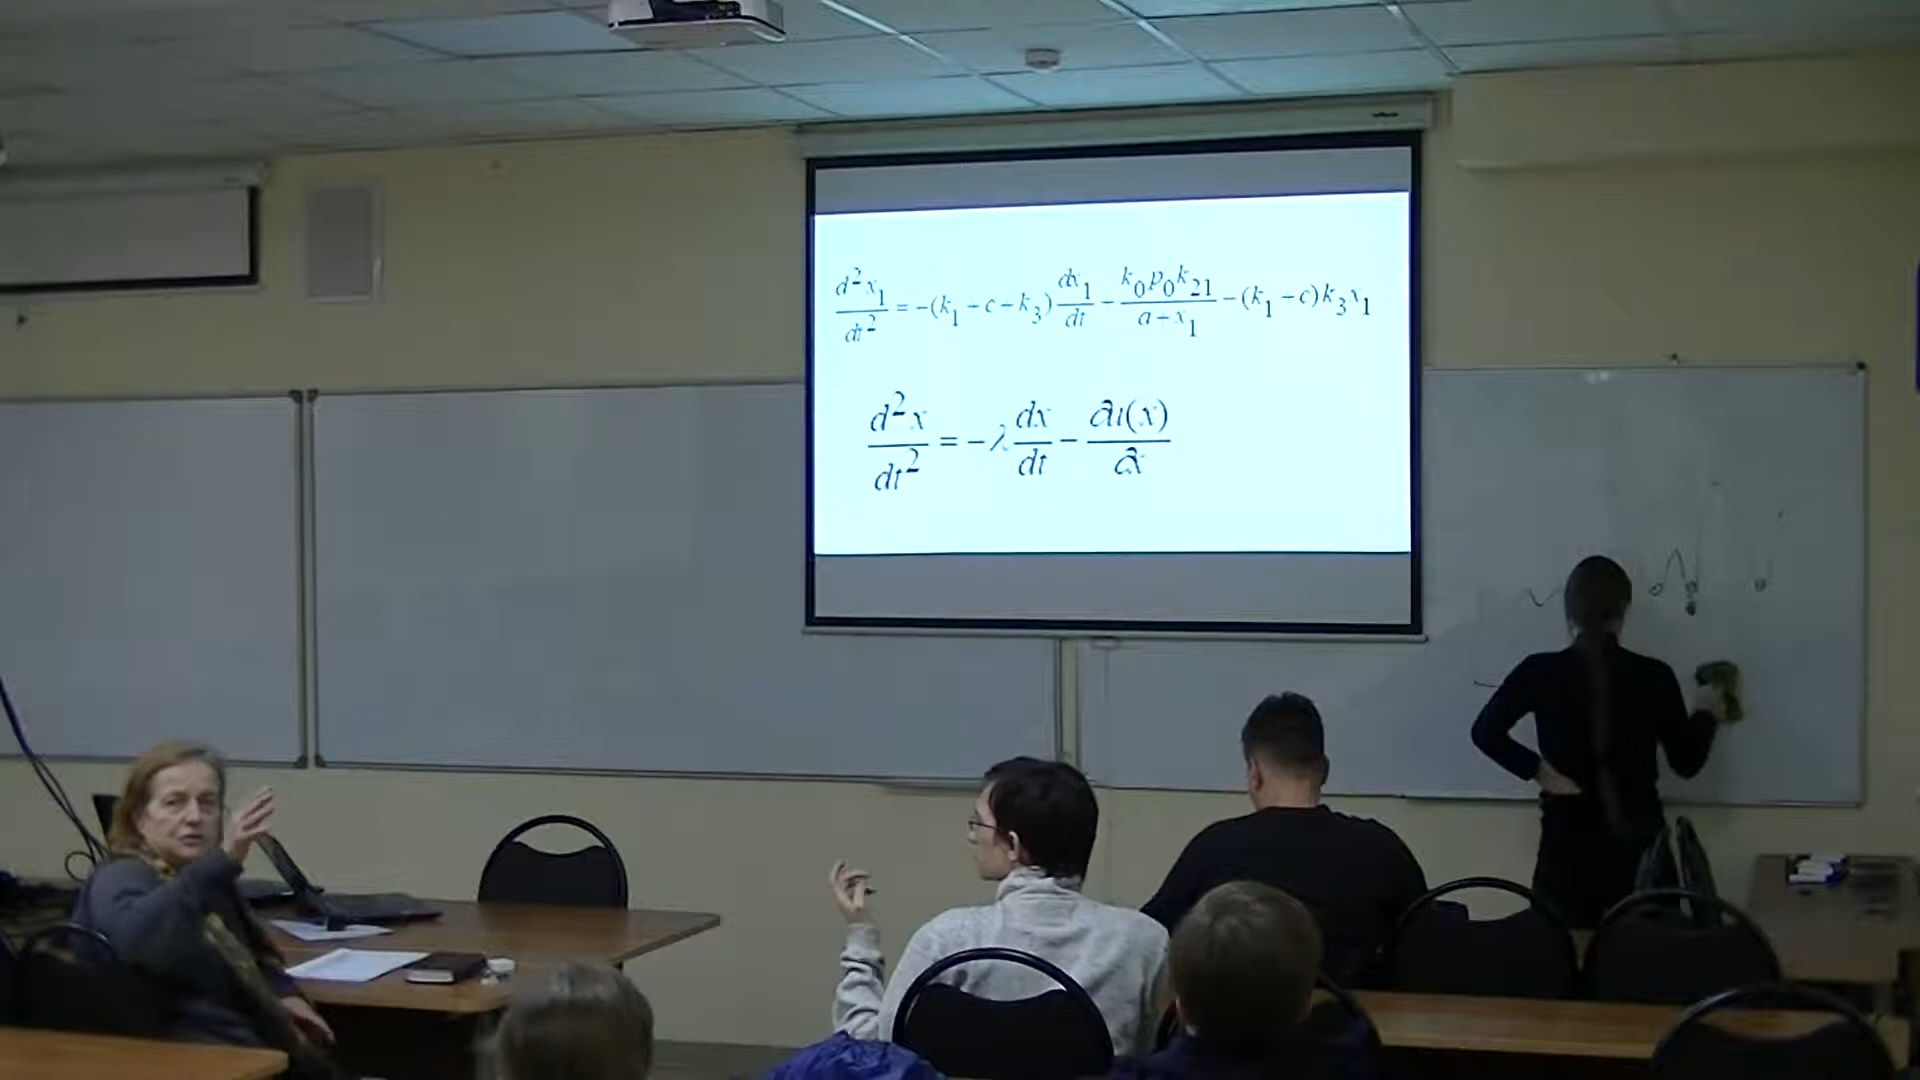 d²x₁/dt² = -(k₁ - c - k₃) dx₁/dt - k₀p₀k₂₁/(a - x₁) - (k₁ - c)k₃x₁
d²x/dt² = -λ dx/dt - ∂u(x)/∂x